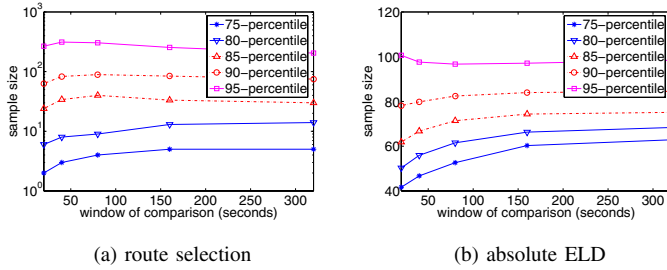 10³
10²
10¹
10⁰
sample size
75−percentile
80−percentile
85−percentile
90−percentile
95−percentile
50 100 150 200 250 300
window of comparison (seconds)
(a) route selection
120
100
80
60
40
sample size
75−percentile
80−percentile
85−percentile
90−percentile
95−percentile
50 100 150 200 250 300
window of comparison (seconds)
(b) absolute ELD